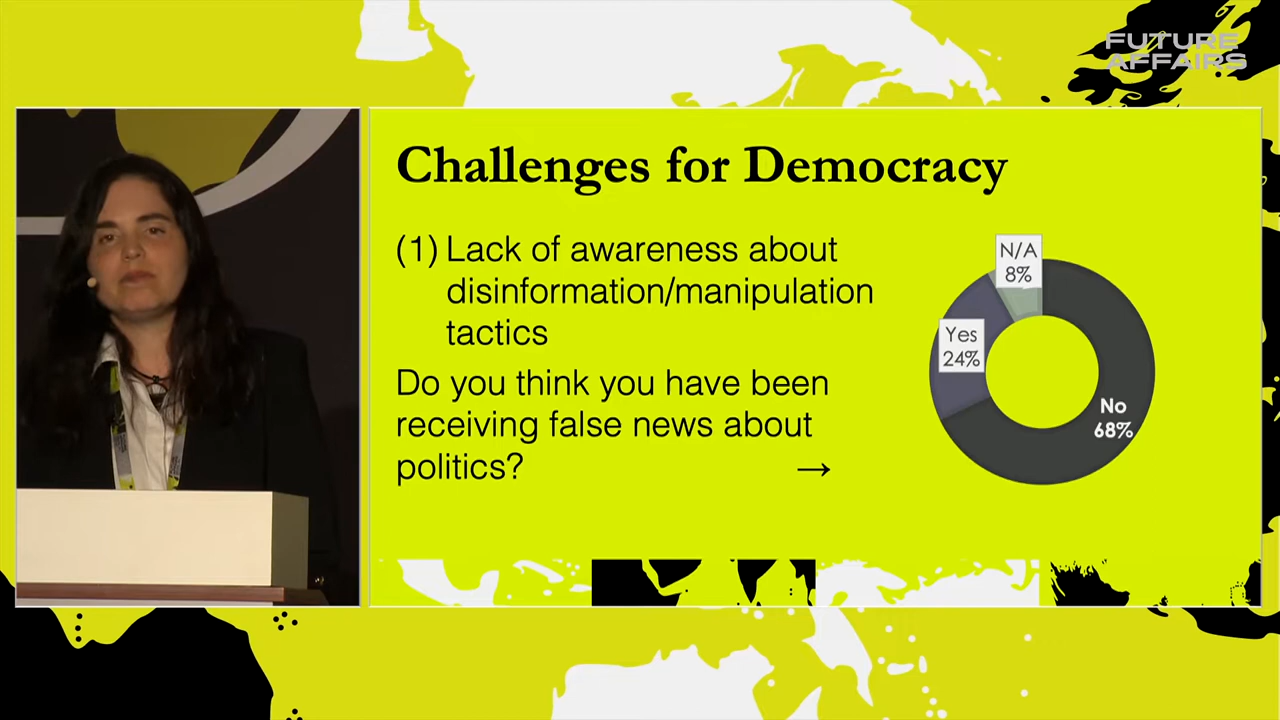 FUTURE
AFFAIRS
Challenges for Democracy
(1) Lack of awareness about
disinformation/manipulation
tactics
Do you think you have been
receiving false news about
politics? →
N/A
8%
Yes
24%
No
68%